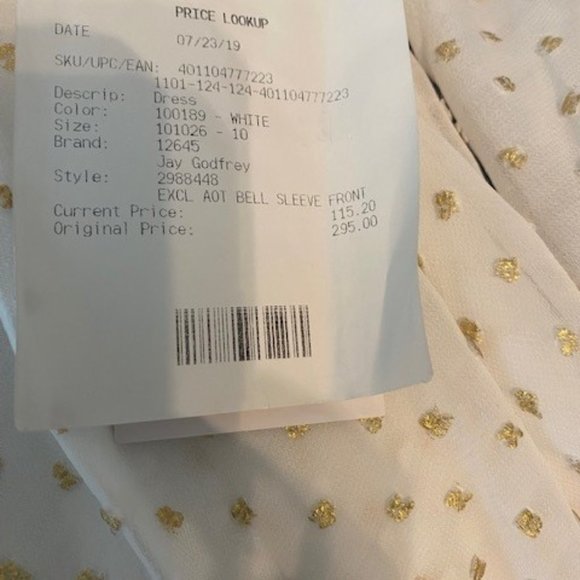 PRICE LOOKUP
DATE 07/23/19
SKU/UPC/EAN: 401104777223
1101-124-124-401104777223
Descrip: Dress
Color: 100189 - WHITE
Size: 101026 - 10
Brand: 12645
Jay Godfrey
Style: 2988448
EXCL AOT BELL SLEEVE FRONT
Current Price: 115.20
Original Price: 295.00